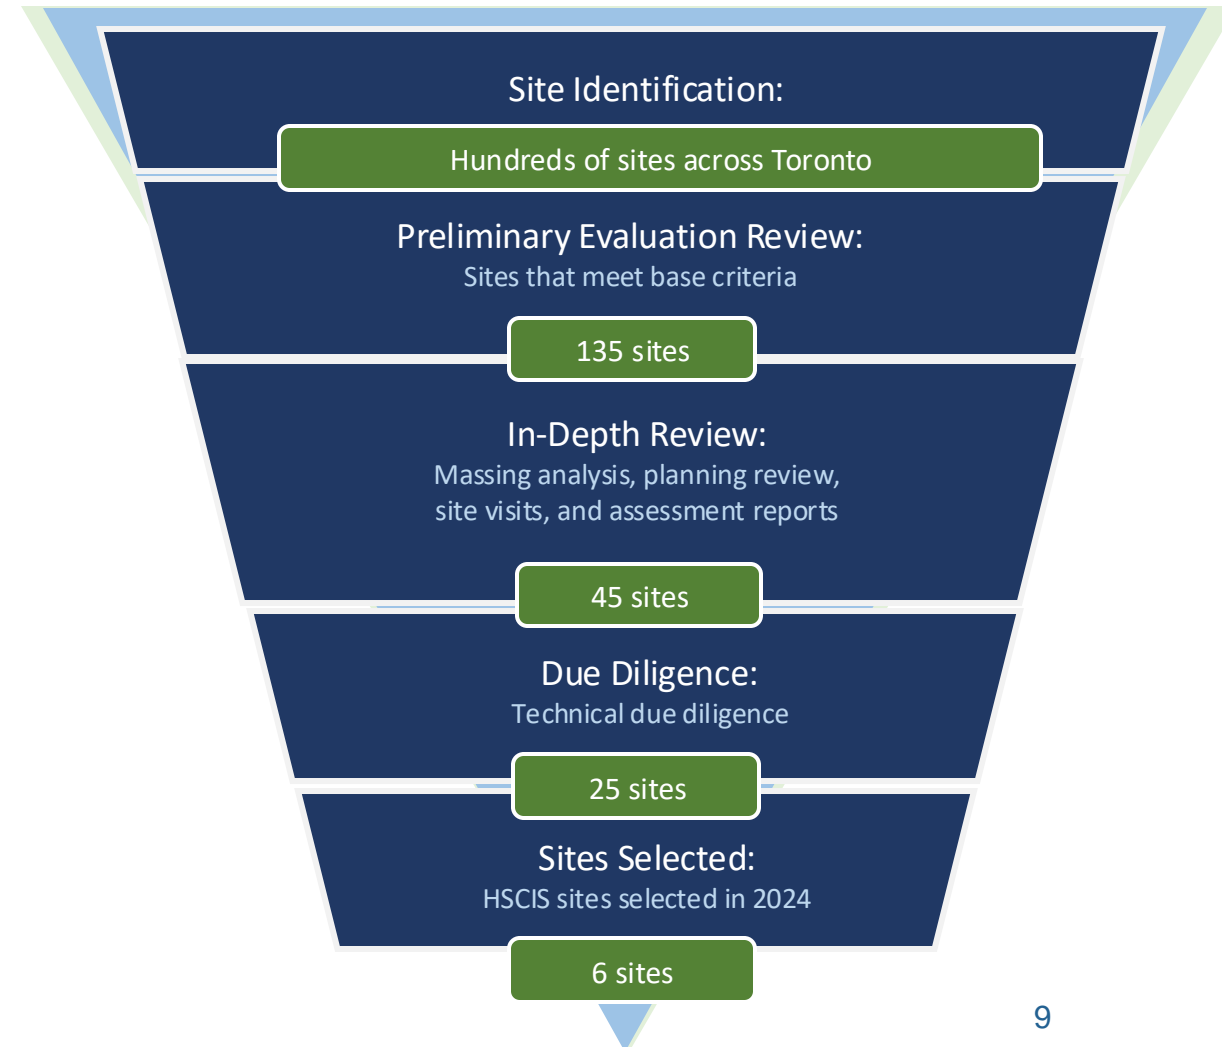 Site Identification:
Hundreds of sites across Toronto
Preliminary Evaluation Review:
Sites that meet base criteria
135 sites
In-Depth Review:
Massing analysis, planning review,
site visits, and assessment reports
45 sites
Due Diligence:
Technical due diligence
25 sites
Sites Selected:
HSCIS sites selected in 2024
6 sites
9